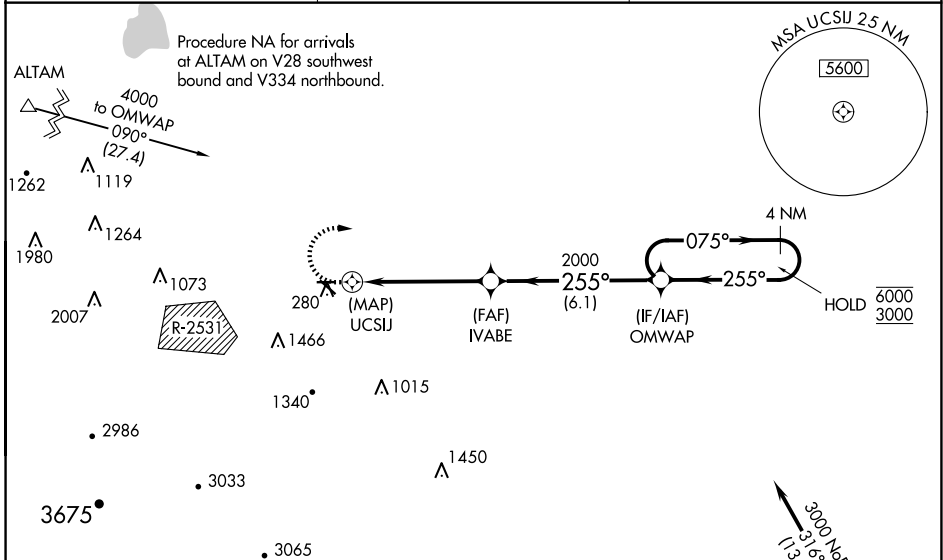 Procedure NA for arrivals
at ALTAM on V28 southwest
bound and V334 northbound.
MSA UCSIJ 25 NM
5600
ALTAM
4000
to OMWAP
090°
(27.4)
1262
1119
1264
1980
1073
2007
R-2531
280
(MAP)
UCSIJ
1466
(FAF)
IVABE
2000
255°
(6.1)
(IF/IAF)
OMWAP
4 NM
075°
255°
HOLD
6000
3000
1340
1015
2986
1450
3033
3675
3065
3000
316°
(13